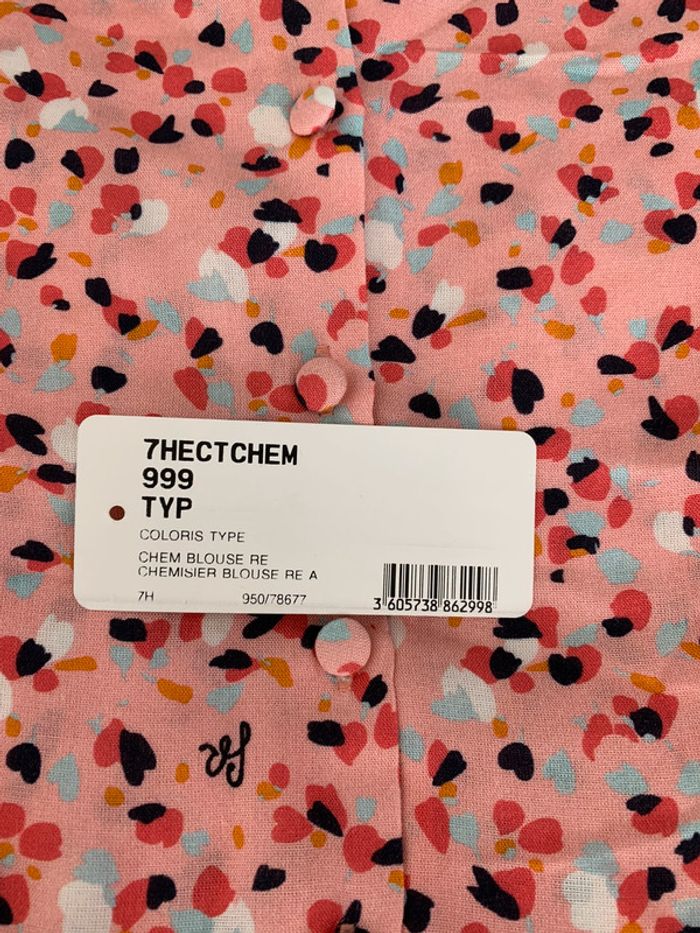 7HECTCHEM
999
TYP
COLORIS TYPE
CHEM BLOUSE RE
CHEMISIER BLOUSE RE A
7H 950/78677
3 605738 862998